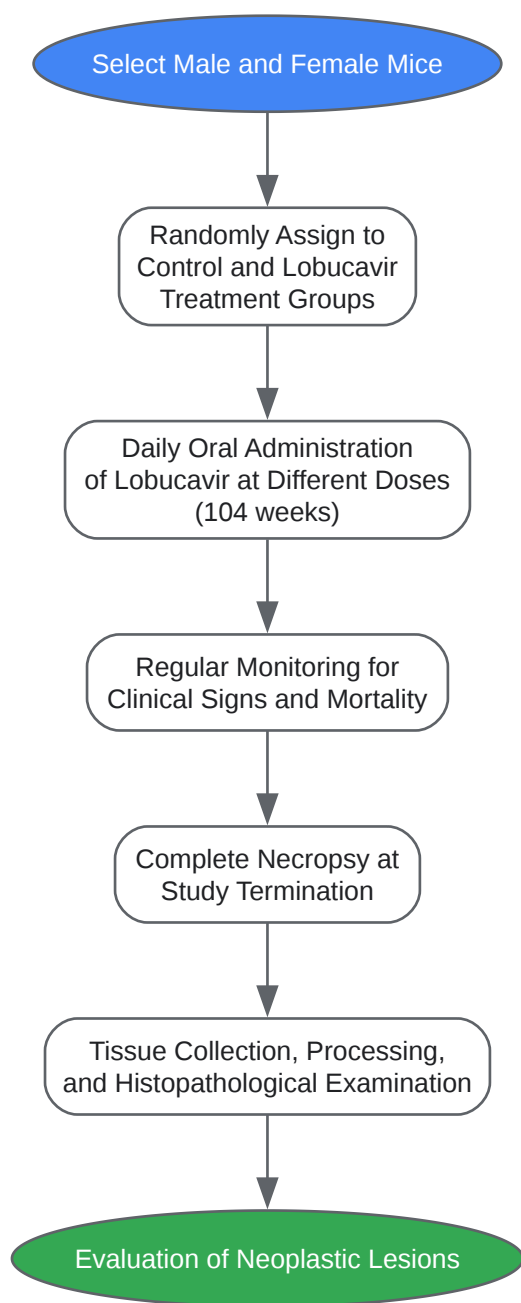 Select Male and Female Mice
Randomly Assign to
Control and Lobucavir
Treatment Groups
Daily Oral Administration
of Lobucavir at Different Doses
(104 weeks)
Regular Monitoring for
Clinical Signs and Mortality
Complete Necropsy at
Study Termination
Tissue Collection, Processing,
and Histopathological Examination
Evaluation of Neoplastic Lesions